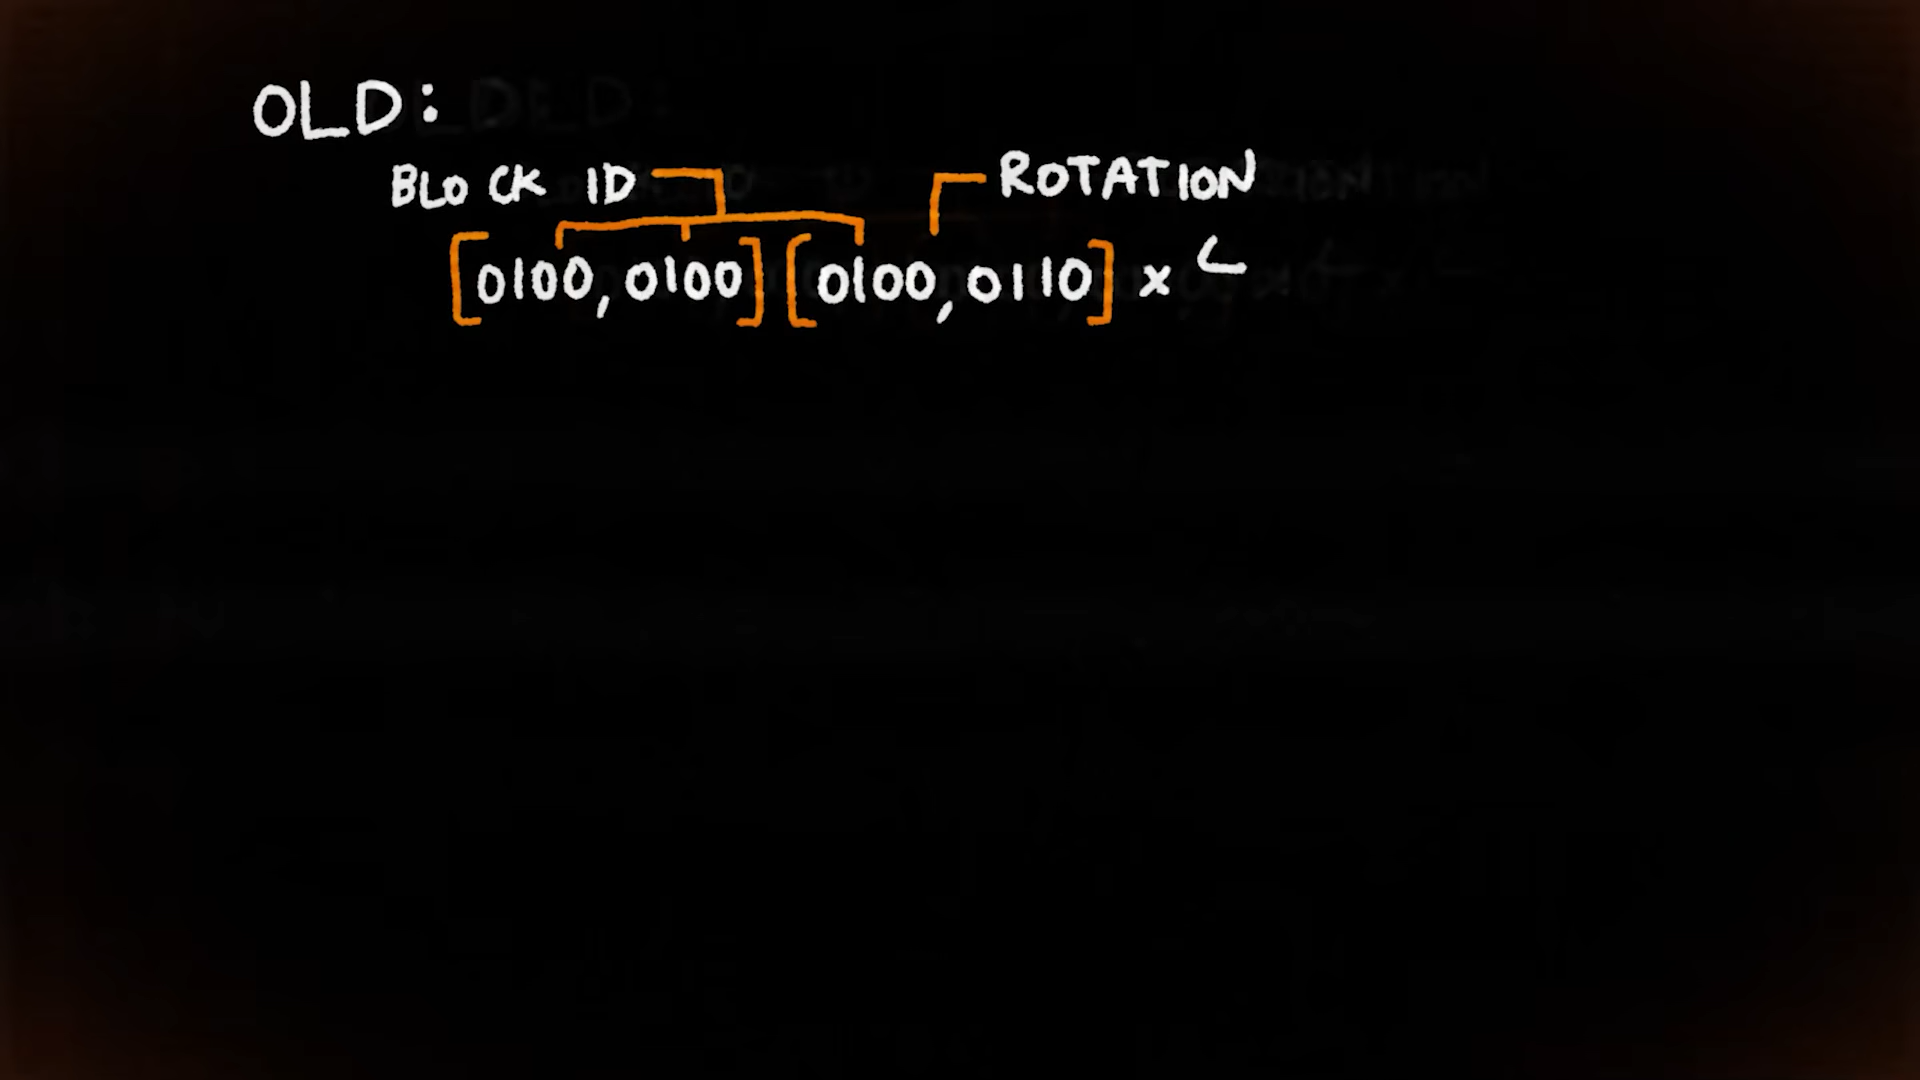 OLD:
BLOCK ID ROTATION
[0100, 0100] [0100, 0110] x